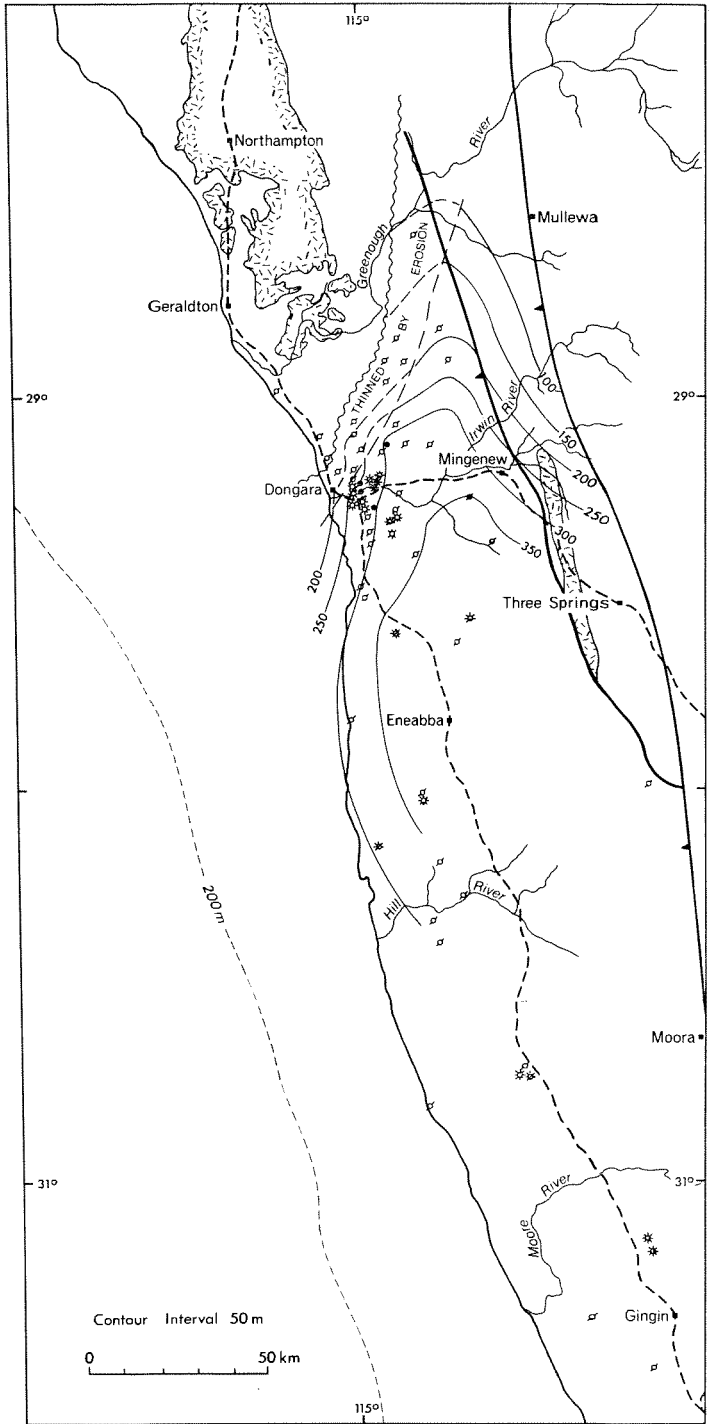 115°
Northampton
River
Mullewa
Greenough
EROSION
BY
THINNED
Geraldton
29°
29°
100
150
200
250
300
350
Irwin River
Mingenew
Dongara
200
250
Three Springs
Eneabba
200m
Hill River
Moora
31°
31°
Moore River
Gingin
Contour Interval 50 m
0 50 km
115°